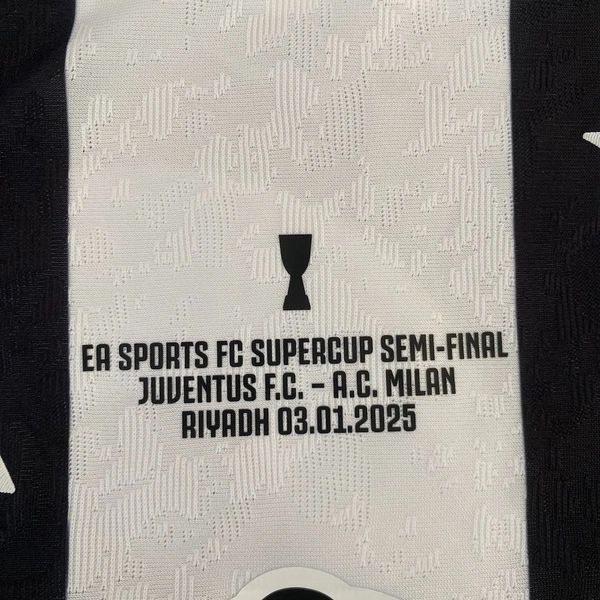 EA SPORTS FC SUPERCUP SEMI-FINAL
JUVENTUS F.C. – A.C. MILAN
RIYADH 03.01.2025